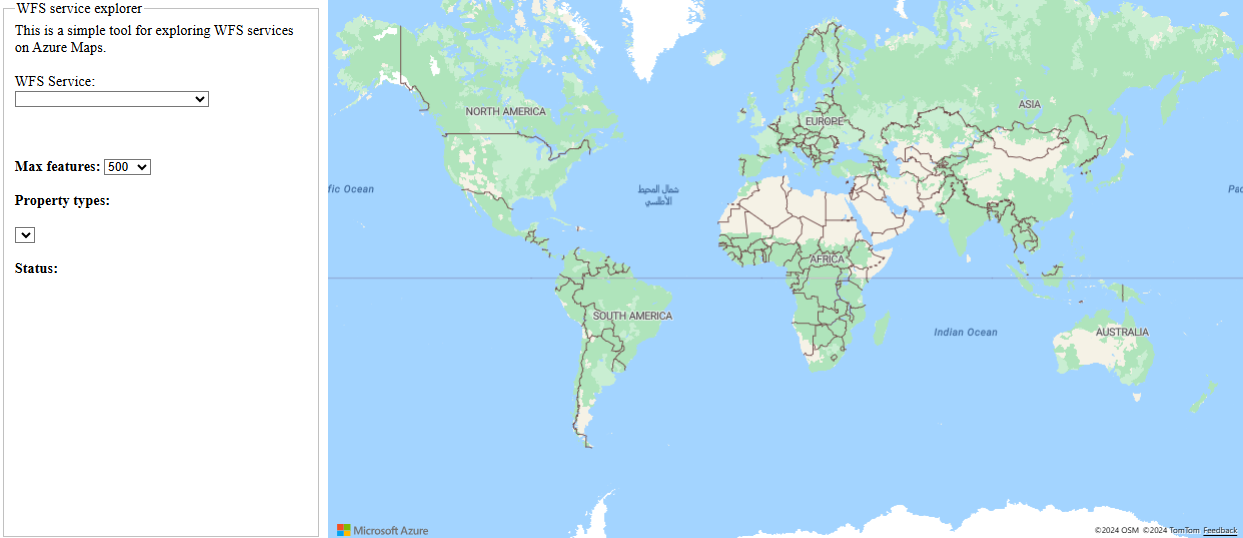 WFS service explorer
This is a simple tool for exploring WFS services
on Azure Maps.
WFS Service:
Max features: 500
Property types:
Status:
NORTH AMERICA
EUROPE
ASIA
fic Ocean
شمال المحيط
الأطلسي
Pac
AFRICA
SOUTH AMERICA
Indian Ocean
AUSTRALIA
Microsoft Azure
©2024 OSM ©2024 TomTom Feedback